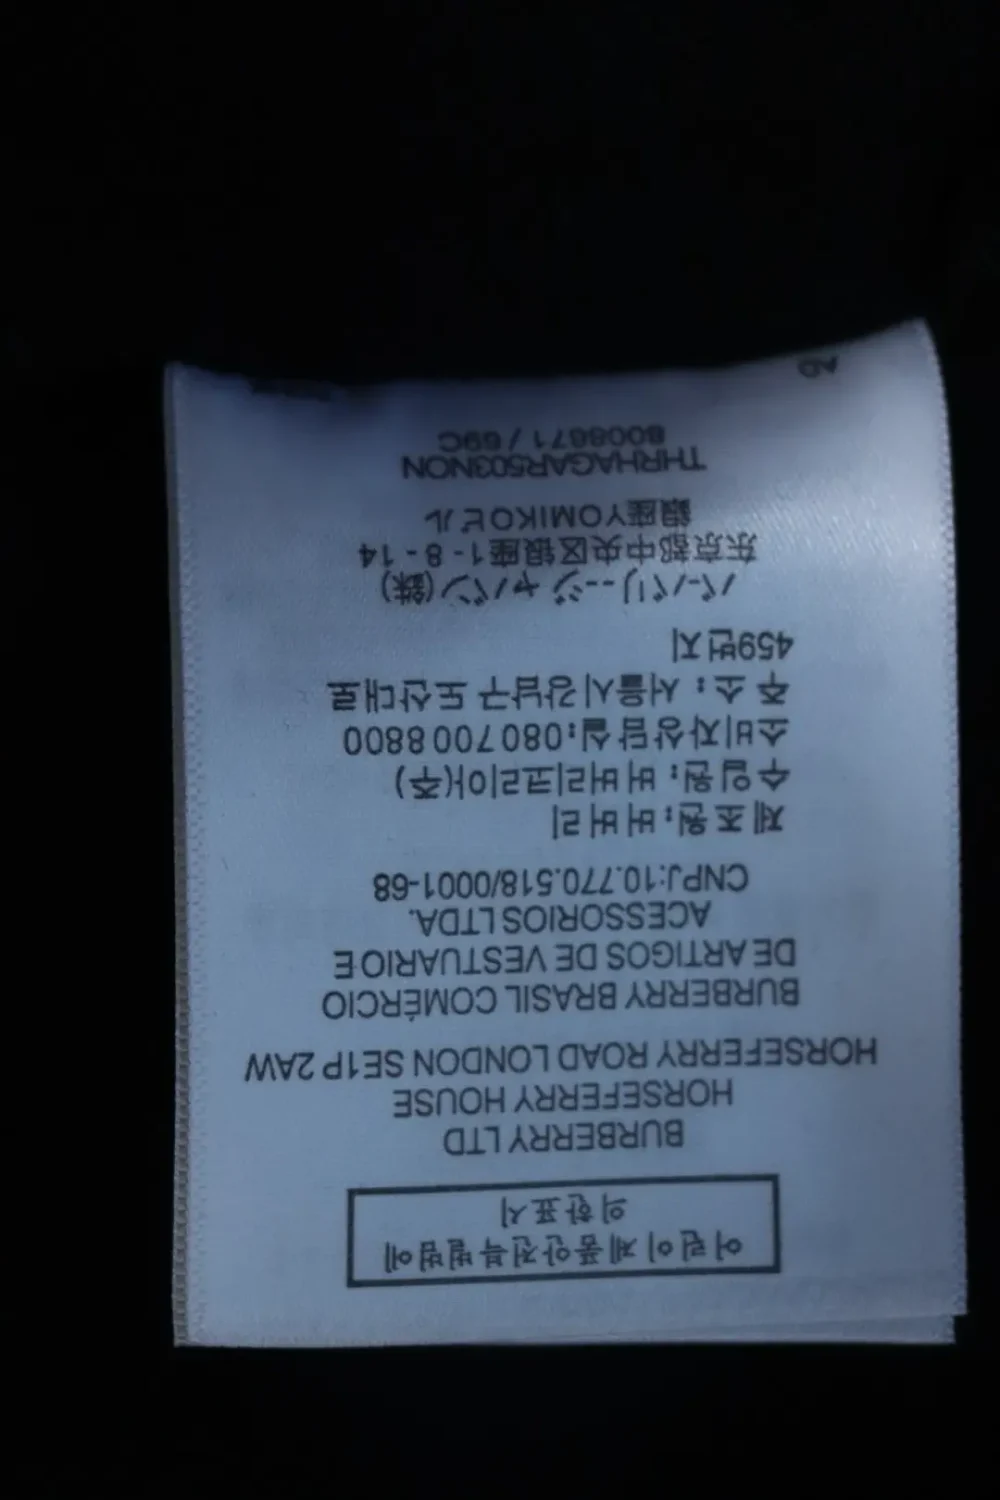 어린이제품안전특별법에
의한표시
BURBERRY LTD
HORSEFERRY HOUSE
HORSEFERRY ROAD LONDON SE1P 2AW
BURBERRY BRASIL COMÉRCIO
DE ARTIGOS DE VESTUARIO E
ACESSORIOS LTDA.
CNPJ:10.770.518/0001-68
제조원:버버리
수입원: 버버리코리아(주)
소비자상담실:080 700 8800
주소: 서울시강남구 도산대로
459번지
バーバリー・ジャパン(株)
东京都中央区银座1-8-14
銀座YOMIKOビル
THRHAGAR503NON
8008671 / 69C